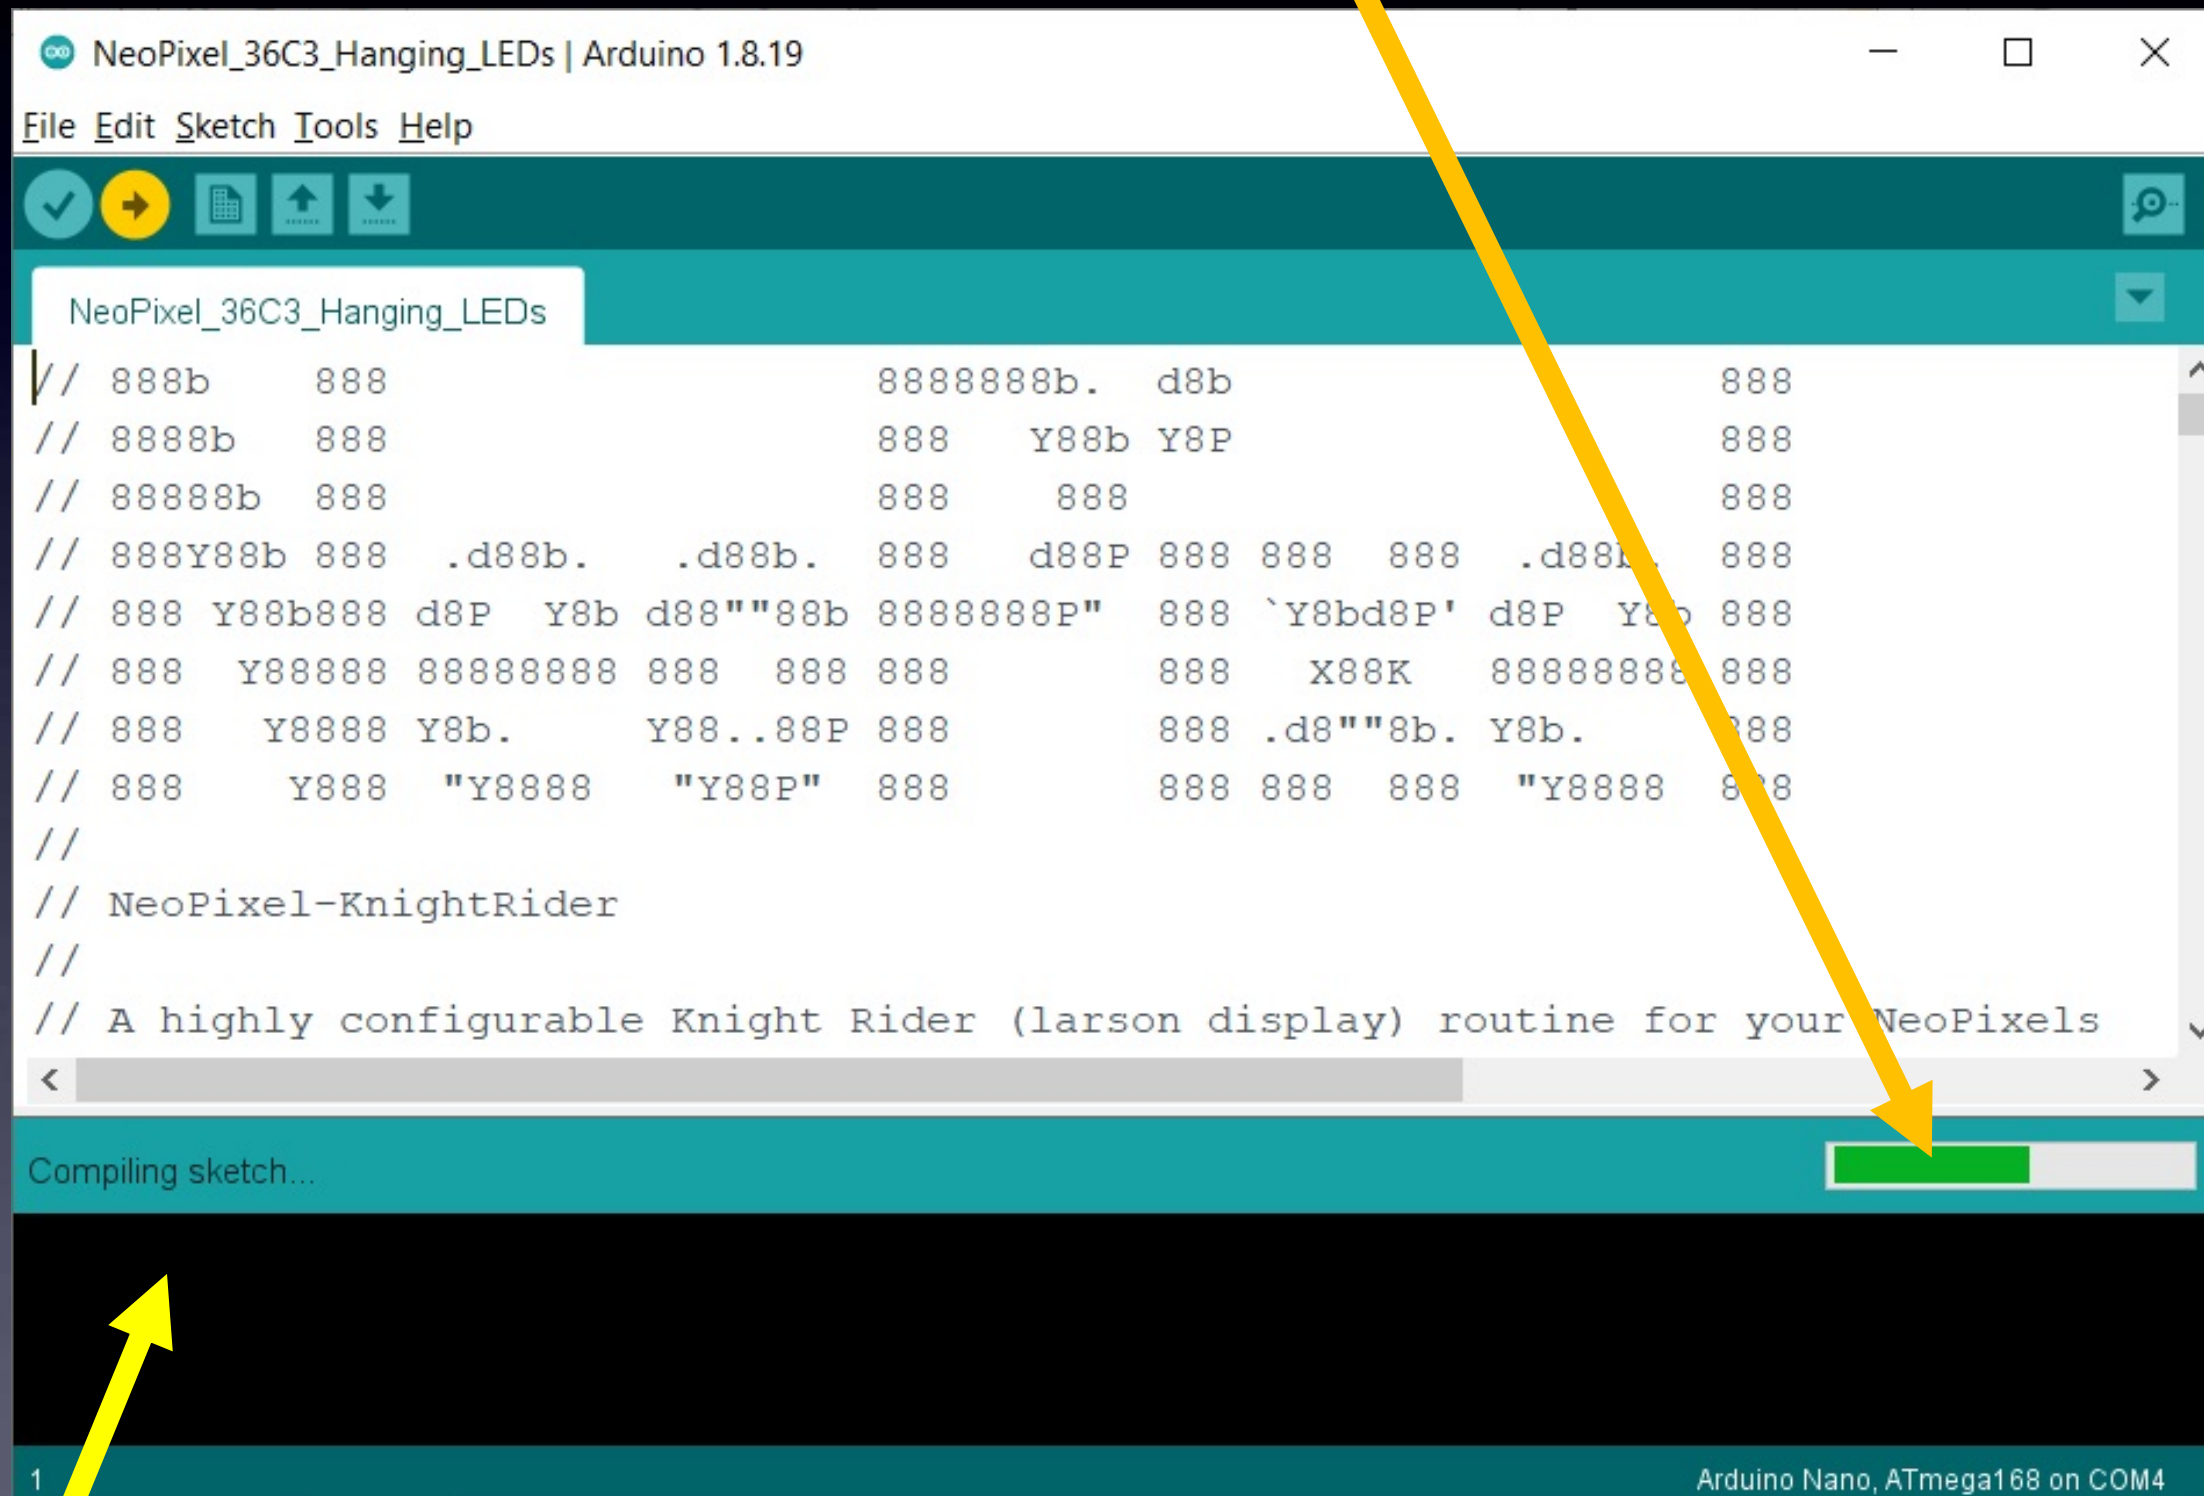 NeoPixel_36C3_Hanging_LEDs | Arduino 1.8.19
File Edit Sketch Tools Help
NeoPixel_36C3_Hanging_LEDs
// 888b    888                   8888888b.  d8b                   888
// 8888b   888                   888   Y88b Y8P                   888
// 88888b  888                   888    888                       888
// 888Y88b 888  .d88b.   .d88b.  888   d88P 888 888  888  .d88b.  888
// 888 Y88b888 d8P  Y8b d88""88b 8888888P"  888 `Y8bd8P' d8P  Y8b 888
// 888  Y88888 88888888 888  888 888        888   X88K   88888888 888
// 888   Y8888 Y8b.     Y88..88P 888        888 .d8""8b. Y8b.     888
// 888    Y888  "Y8888   "Y88P"  888        888 888  888  "Y8888  888
//
// NeoPixel-KnightRider
//
// A highly configurable Knight Rider (larson display) routine for your NeoPixels
Compiling sketch...
1 Arduino Nano, ATmega168 on COM4